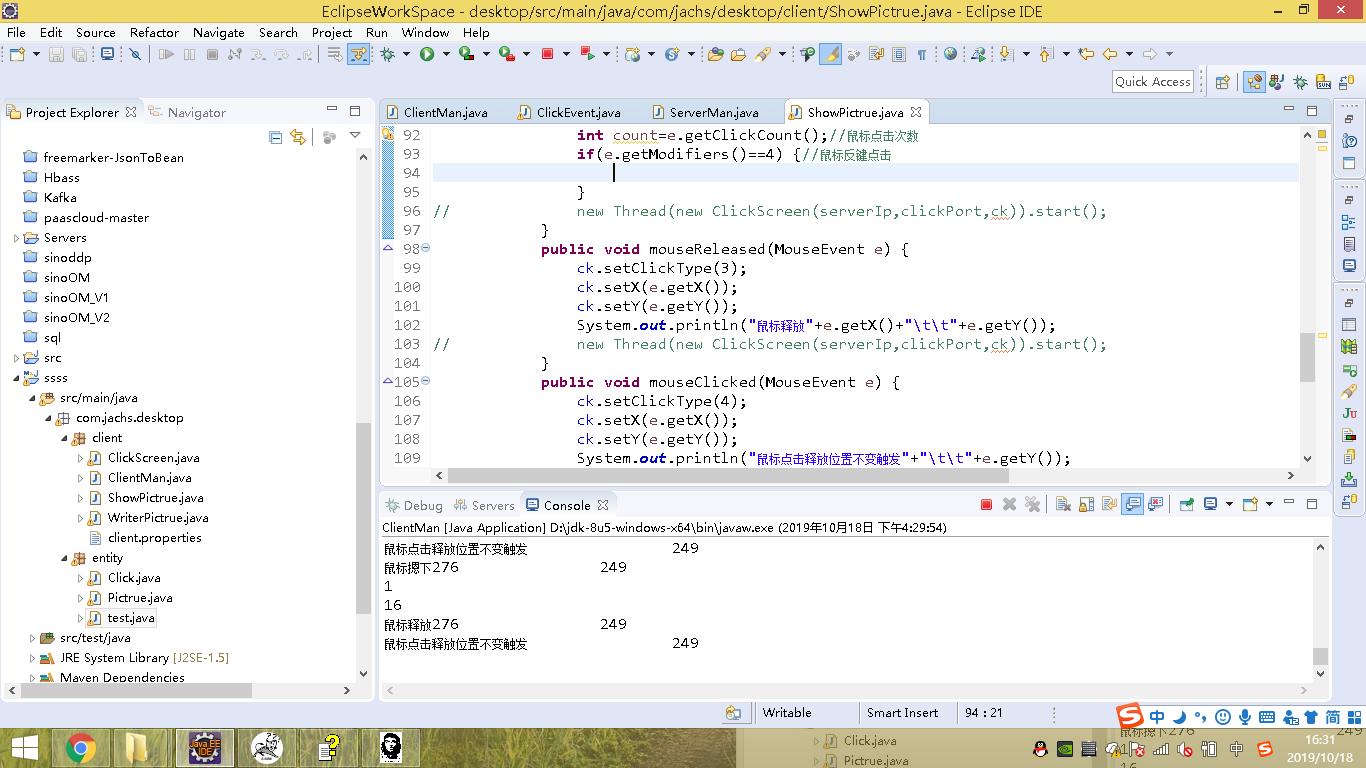 EclipseWorkSpace - desktop/src/main/java/com/jachs/desktop/client/ShowPictrue.java - Eclipse IDE
File Edit Source Refactor Navigate Search Project Run Window Help
Quick Access
Project Explorer Navigator
freemarker-JsonToBean
Hbass
Kafka
paascloud-master
Servers
sinoddp
sinoOM
sinoOM_V1
sinoOM_V2
sql
src
ssss
src/main/java
com.jachs.desktop
client
ClickScreen.java
ClientMan.java
ShowPictrue.java
WriterPictrue.java
client.properties
entity
Click.java
Pictrue.java
test.java
src/test/java
JRE System Library [J2SE-1.5]
Maven Dependencies
ClientMan.java ClickEvent.java ServerMan.java ShowPictrue.java
92 int count=e.getClickCount();//鼠标点击次数
93 if(e.getModifiers()==4) {//鼠标反键点击
94
95 }
96 // new Thread(new ClickScreen(serverIp,clickPort,ck)).start();
97 }
98 public void mouseReleased(MouseEvent e) {
99 ck.setClickType(3);
100 ck.setX(e.getX());
101 ck.setY(e.getY());
102 System.out.println("鼠标释放"+e.getX()+"\t\t"+e.getY());
103 // new Thread(new ClickScreen(serverIp,clickPort,ck)).start();
104 }
105 public void mouseClicked(MouseEvent e) {
106 ck.setClickType(4);
107 ck.setX(e.getX());
108 ck.setY(e.getY());
109 System.out.println("鼠标点击释放位置不变触发"+"\t\t"+e.getY());
Debug Servers Console
ClientMan [Java Application] D:\jdk-8u5-windows-x64\bin\javaw.exe (2019年10月18日 下午4:29:54)
鼠标点击释放位置不变触发 249
鼠标摁下276 249
1
16
鼠标释放276 249
鼠标点击释放位置不变触发 249
Writable Smart Insert 94 : 21
中 简
Java EE IDE
Click.java
Pictrue.java
中
16:31
2019/10/18